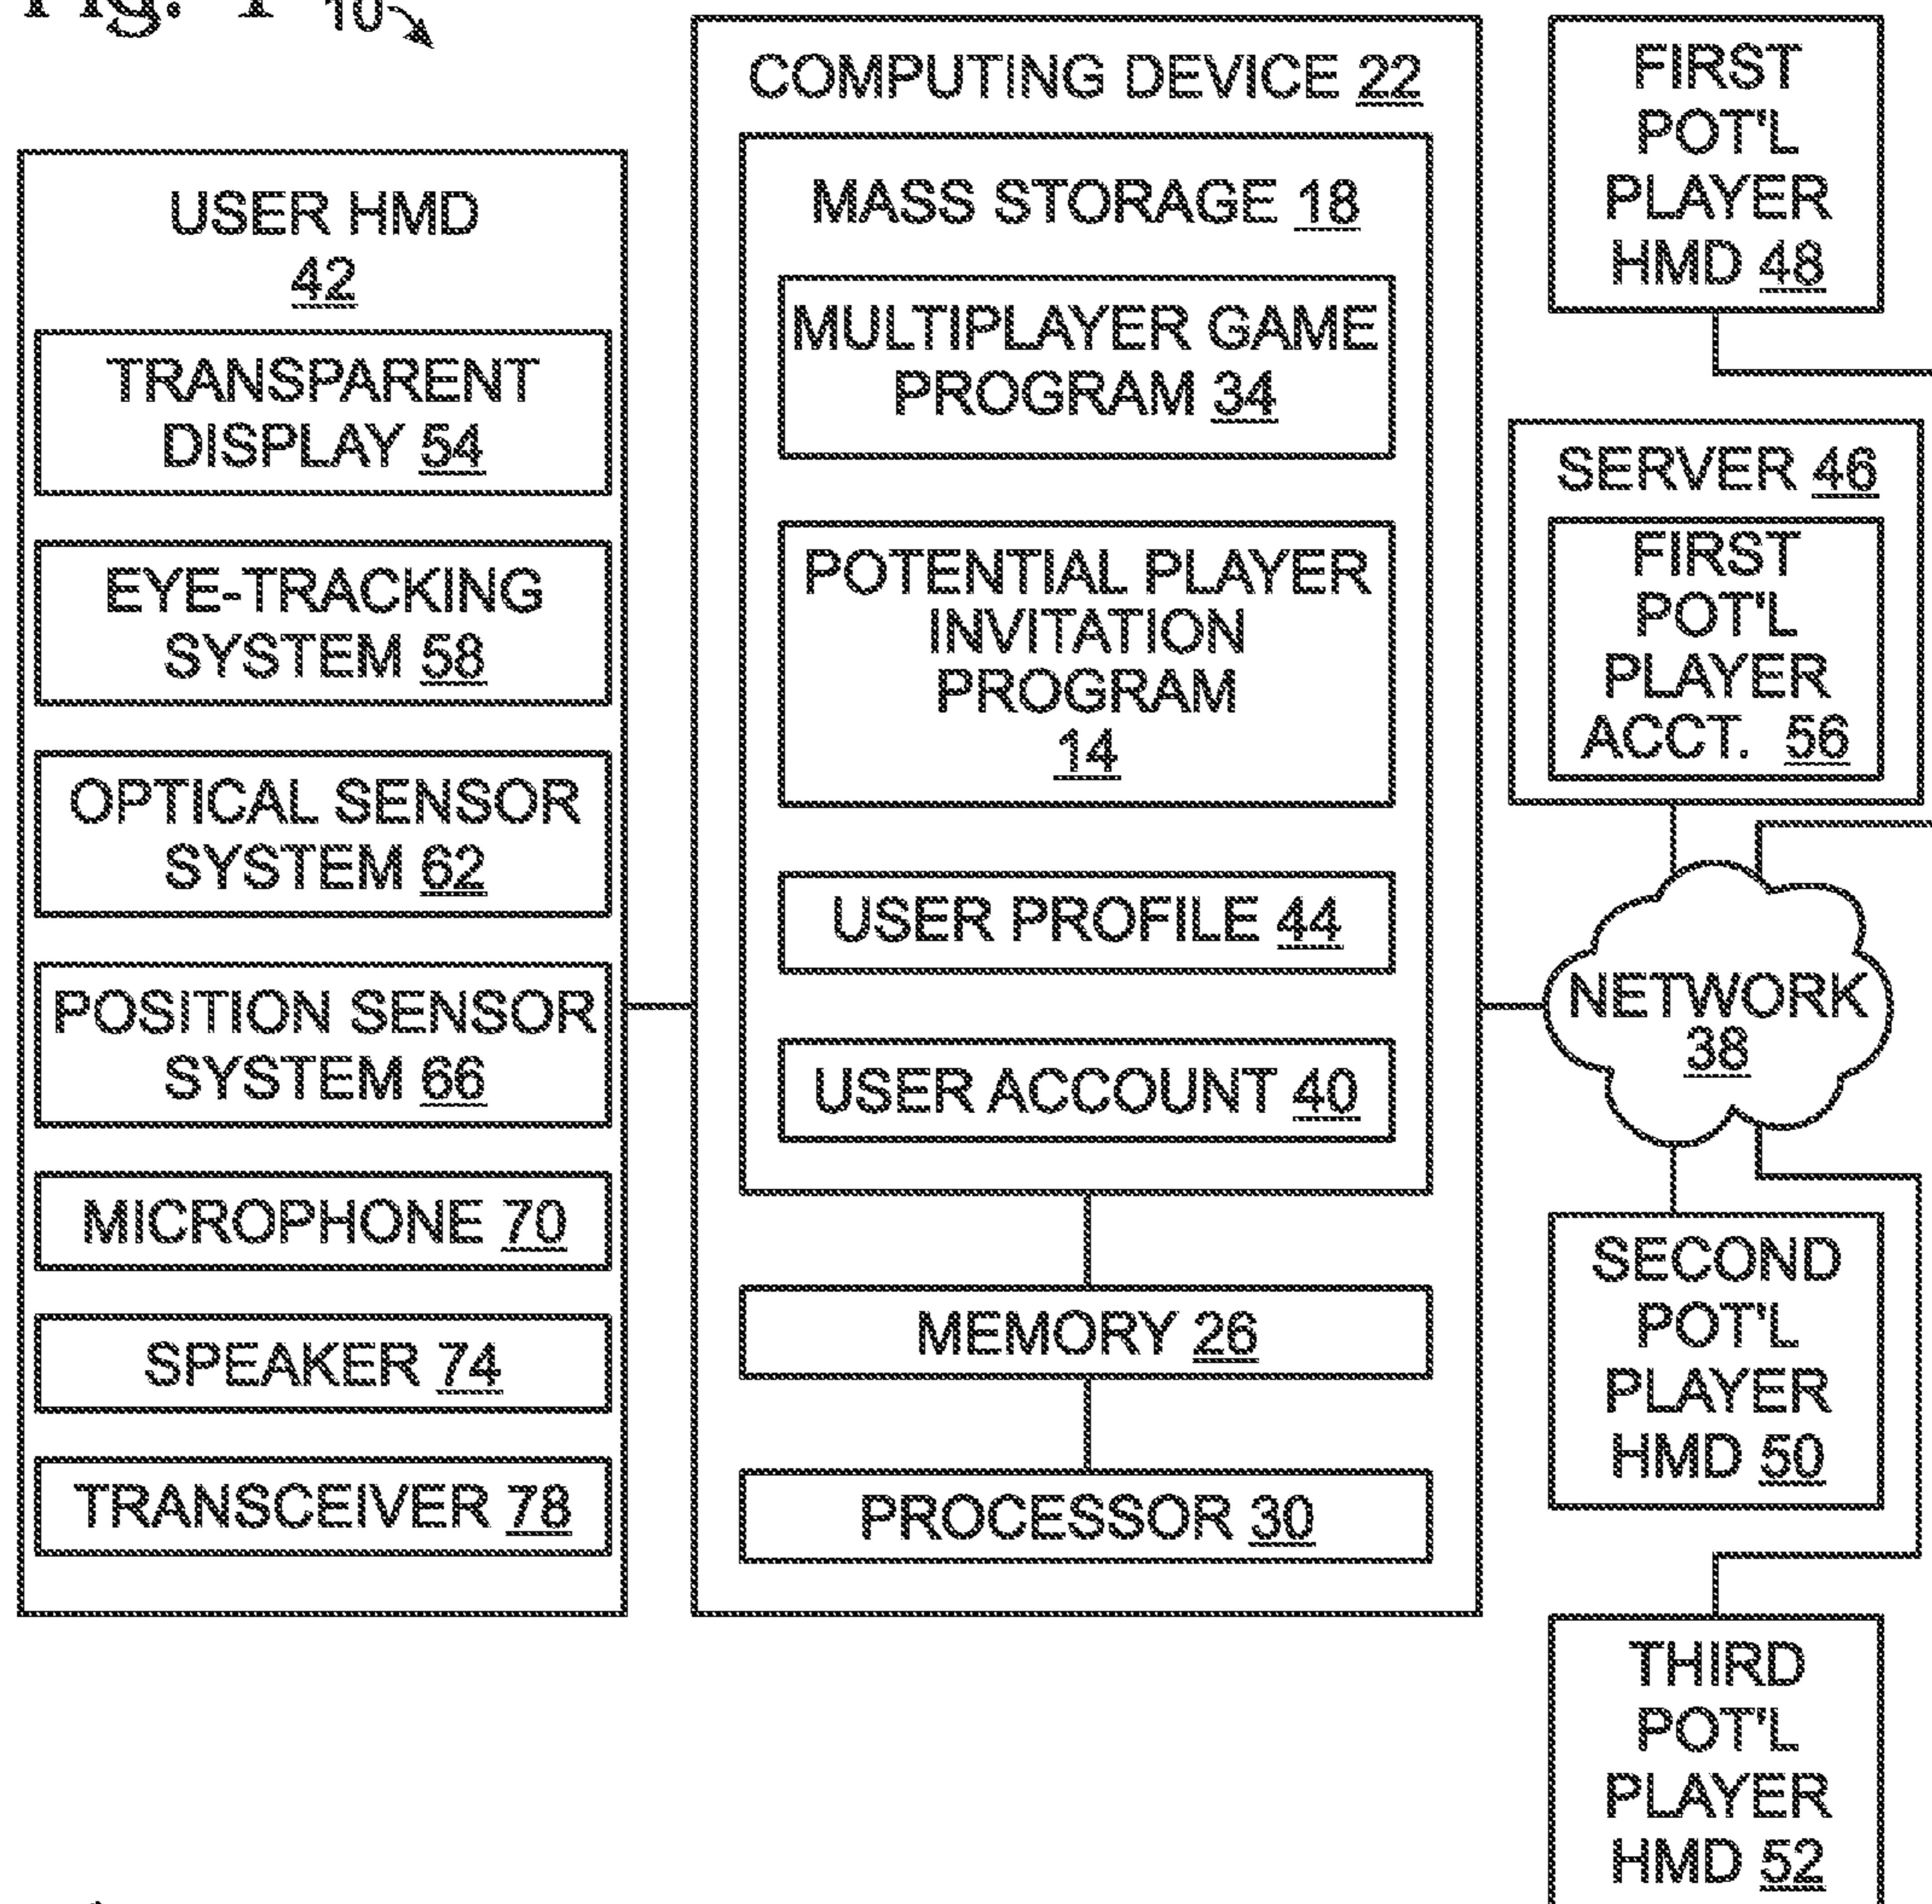 Fig. 1
10
USER HMD
42
TRANSPARENT
DISPLAY 54
EYE-TRACKING
SYSTEM 58
OPTICAL SENSOR
SYSTEM 62
POSITION SENSOR
SYSTEM 66
MICROPHONE 70
SPEAKER 74
TRANSCEIVER 78
COMPUTING DEVICE 22
MASS STORAGE 18
MULTIPLAYER GAME
PROGRAM 34
POTENTIAL PLAYER
INVITATION
PROGRAM
14
USER PROFILE 44
USER ACCOUNT 40
MEMORY 26
PROCESSOR 30
FIRST
POT'L
PLAYER
HMD 48
SERVER 46
FIRST
POT'L
PLAYER
ACCT. 56
NETWORK
38
SECOND
POT'L
PLAYER
HMD 50
THIRD
POT'L
PLAYER
HMD 52